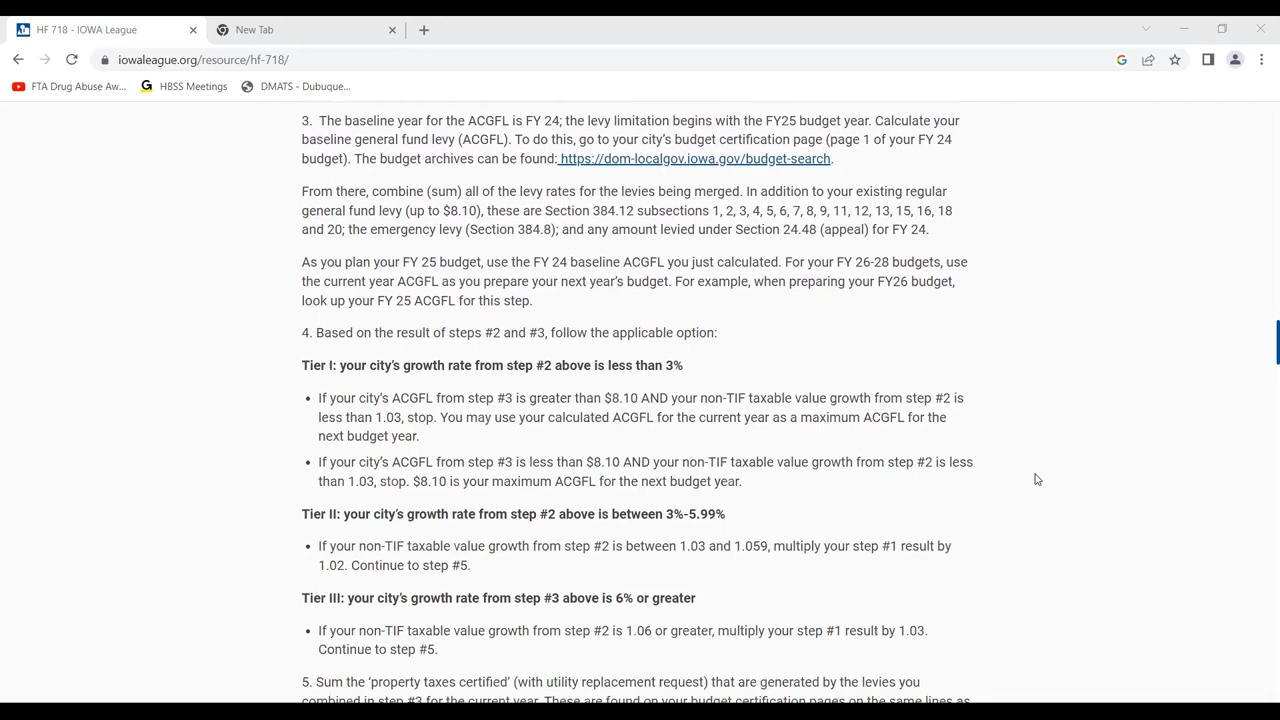 HF 718 - IOWA League
New Tab
iowaleague.org/resource/hf-718/
FTA Drug Abuse Aw...
HBSS Meetings
DMATS - Dubuque...
3. The baseline year for the ACGFL is FY 24; the levy limitation begins with the FY25 budget year. Calculate your
baseline general fund levy (ACGFL). To do this, go to your city's budget certification page (page 1 of your FY 24
budget). The budget archives can be found: https://dom-localgov.iowa.gov/budget-search.
From there, combine (sum) all of the levy rates for the levies being merged. In addition to your existing regular
general fund levy (up to $8.10), these are Section 384.12 subsections 1, 2, 3, 4, 5, 6, 7, 8, 9, 11, 12, 13, 15, 16, 18
and 20; the emergency levy (Section 384.8); and any amount levied under Section 24.48 (appeal) for FY 24.
As you plan your FY 25 budget, use the FY 24 baseline ACGFL you just calculated. For your FY 26-28 budgets, use
the current year ACGFL as you prepare your next year's budget. For example, when preparing your FY26 budget,
look up your FY 25 ACGFL for this step.
4. Based on the result of steps #2 and #3, follow the applicable option:
Tier I: your city's growth rate from step #2 above is less than 3%
• If your city's ACGFL from step #3 is greater than $8.10 AND your non-TIF taxable value growth from step #2 is
less than 1.03, stop. You may use your calculated ACGFL for the current year as a maximum ACGFL for the
next budget year.
• If your city's ACGFL from step #3 is less than $8.10 AND your non-TIF taxable value growth from step #2 is less
than 1.03, stop. $8.10 is your maximum ACGFL for the next budget year.
Tier II: your city's growth rate from step #2 above is between 3%-5.99%
• If your non-TIF taxable value growth from step #2 is between 1.03 and 1.059, multiply your step #1 result by
1.02. Continue to step #5.
Tier III: your city's growth rate from step #3 above is 6% or greater
• If your non-TIF taxable value growth from step #2 is 1.06 or greater, multiply your step #1 result by 1.03.
Continue to step #5.
5. Sum the 'property taxes certified' (with utility replacement request) that are generated by the levies you
combined in step #3 for the current year. These are found on your budget certification pages on the same lines as